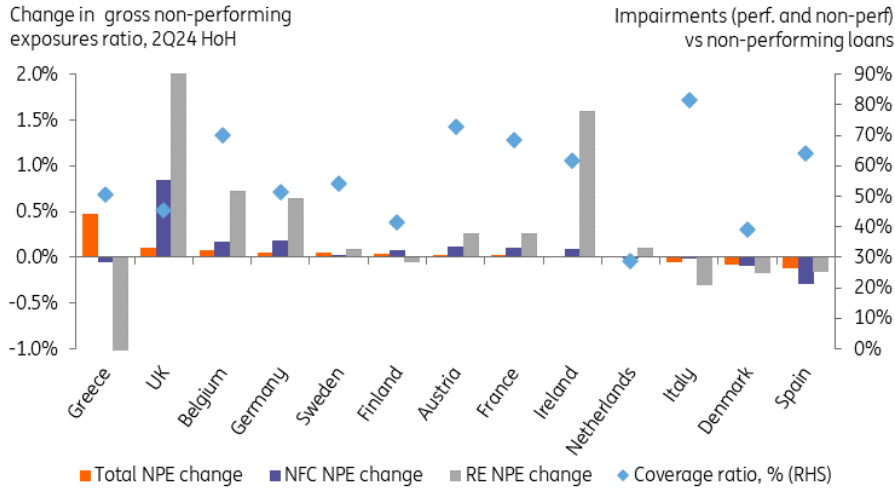 Change in gross non-performing
exposures ratio, 2Q24 HoH
Impairments (perf. and non-perf)
vs non-performing loans
2.0%
1.5%
1.0%
0.5%
0.0%
-0.5%
-1.0%
90%
80%
70%
60%
50%
40%
30%
20%
10%
0%
Greece
UK
Belgium
Germany
Sweden
Finland
Austria
France
Ireland
Netherlands
Italy
Denmark
Spain
Total NPE change
NFC NPE change
RE NPE change
Coverage ratio, % (RHS)